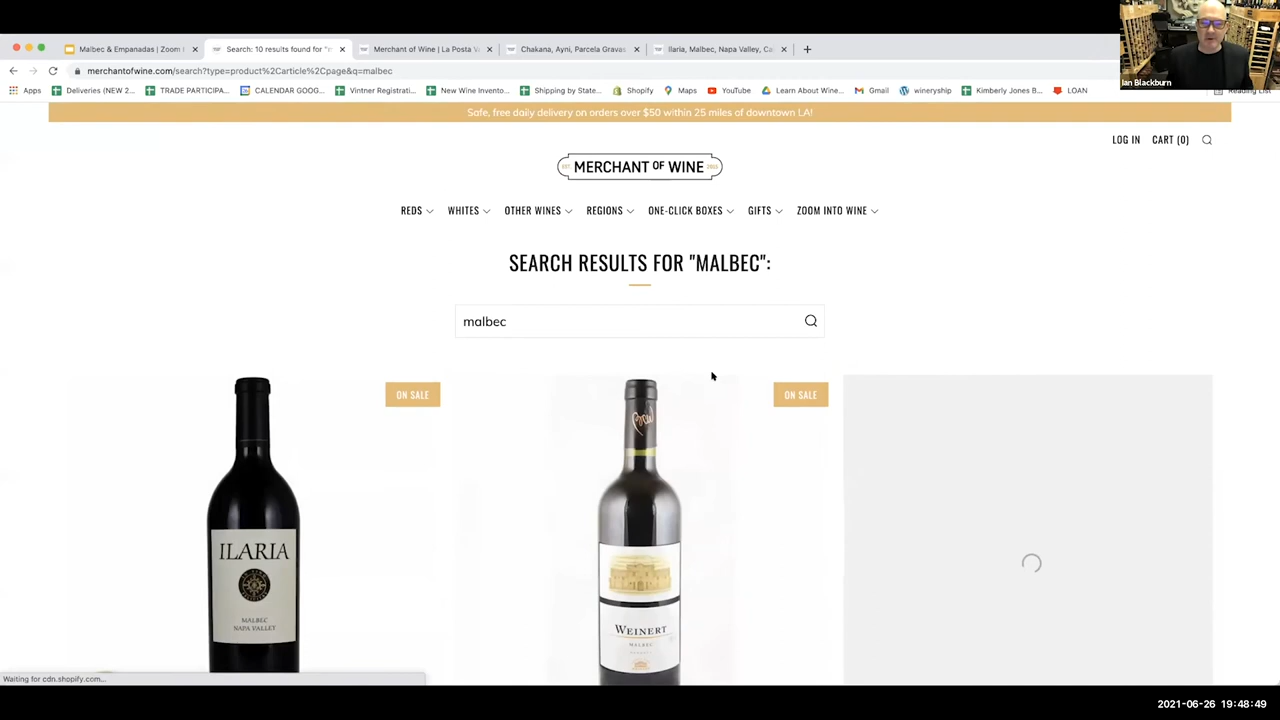 Malbec & Empanadas | Zoom
Search: 10 results found for "
Merchant of Wine | La Posta V
Chakana, Ayni, Parcela Gravas
Ilaria, Malbec, Napa Valley, Ca
merchantofwine.com/search?type=product%2Carticle%2Cpage&q=malbec
Ian Blackburn
Apps
Deliveries (NEW 2...
TRADE PARTICIPA...
CALENDAR GOOG...
Vintner Registrati...
New Wine Invento...
Shipping by State...
Shopify
Maps
YouTube
Learn About Wine...
Gmail
wineryship
Kimberly Jones B...
LOAN
Reading List
Safe, free daily delivery on orders over $50 within 25 miles of downtown LA!
LOG IN CART (0)
MERCHANT OF WINE
REDS WHITES OTHER WINES REGIONS ONE-CLICK BOXES GIFTS ZOOM INTO WINE
SEARCH RESULTS FOR "MALBEC":
malbec
ON SALE
ON SALE
ILARIA
MALBEC
NAPA VALLEY
WEINERT
MALBEC
Waiting for cdn.shopify.com...
2021-06-26 19:48:49